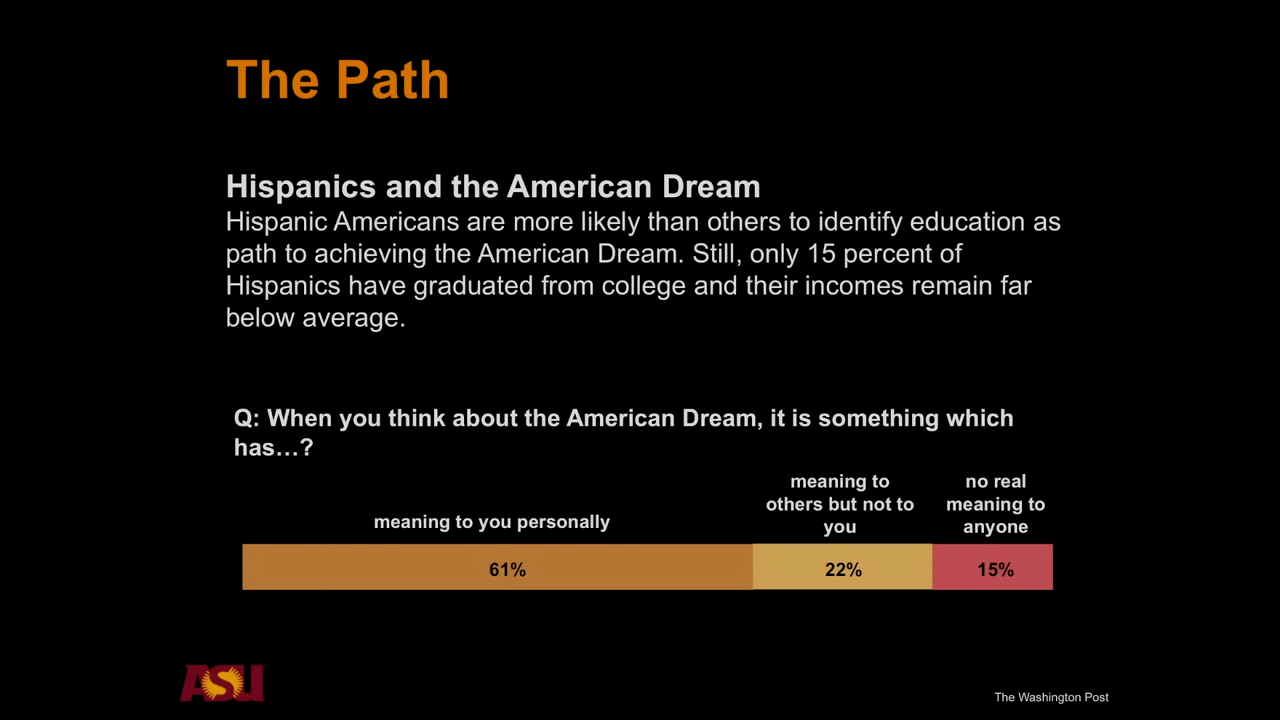 The Path
Hispanics and the American Dream
Hispanic Americans are more likely than others to identify education as
path to achieving the American Dream. Still, only 15 percent of
Hispanics have graduated from college and their incomes remain far
below average.
Q: When you think about the American Dream, it is something which
has…?
meaning to you personally
meaning to
others but not to
you
no real
meaning to
anyone
61%
22%
15%
ASU
The Washington Post